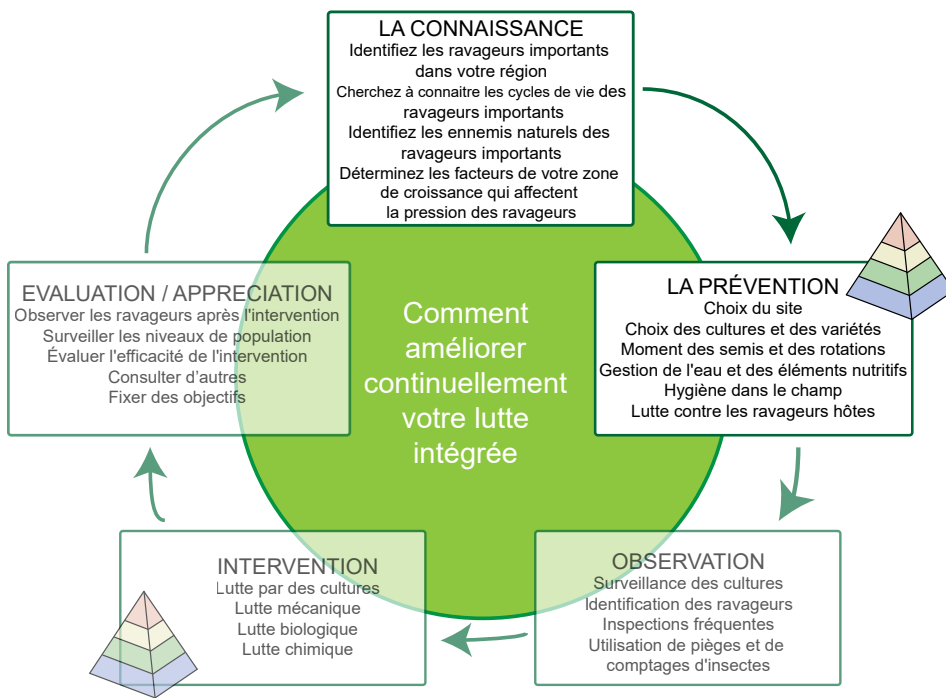 LA CONNAISSANCE
Identifiez les ravageurs importants
dans votre région
Cherchez à connaitre les cycles de vie des
ravageurs importants
Identifiez les ennemis naturels des
ravageurs importants
Déterminez les facteurs de votre zone
de croissance qui affectent
la pression des ravageurs
LA PRÉVENTION
Choix du site
Choix des cultures et des variétés
Moment des semis et des rotations
Gestion de l'eau et des éléments nutritifs
Hygiène dans le champ
Lutte contre les ravageurs hôtes
OBSERVATION
Surveillance des cultures
Identification des ravageurs
Inspections fréquentes
Utilisation de pièges et de
comptages d'insectes
INTERVENTION
Lutte par des cultures
Lutte mécanique
Lutte biologique
Lutte chimique
EVALUATION / APPRECIATION
Observer les ravageurs après l'intervention
Surveiller les niveaux de population
Évaluer l'efficacité de l'intervention
Consulter d’autres
Fixer des objectifs
Comment
améliorer
continuellement
votre lutte
intégrée